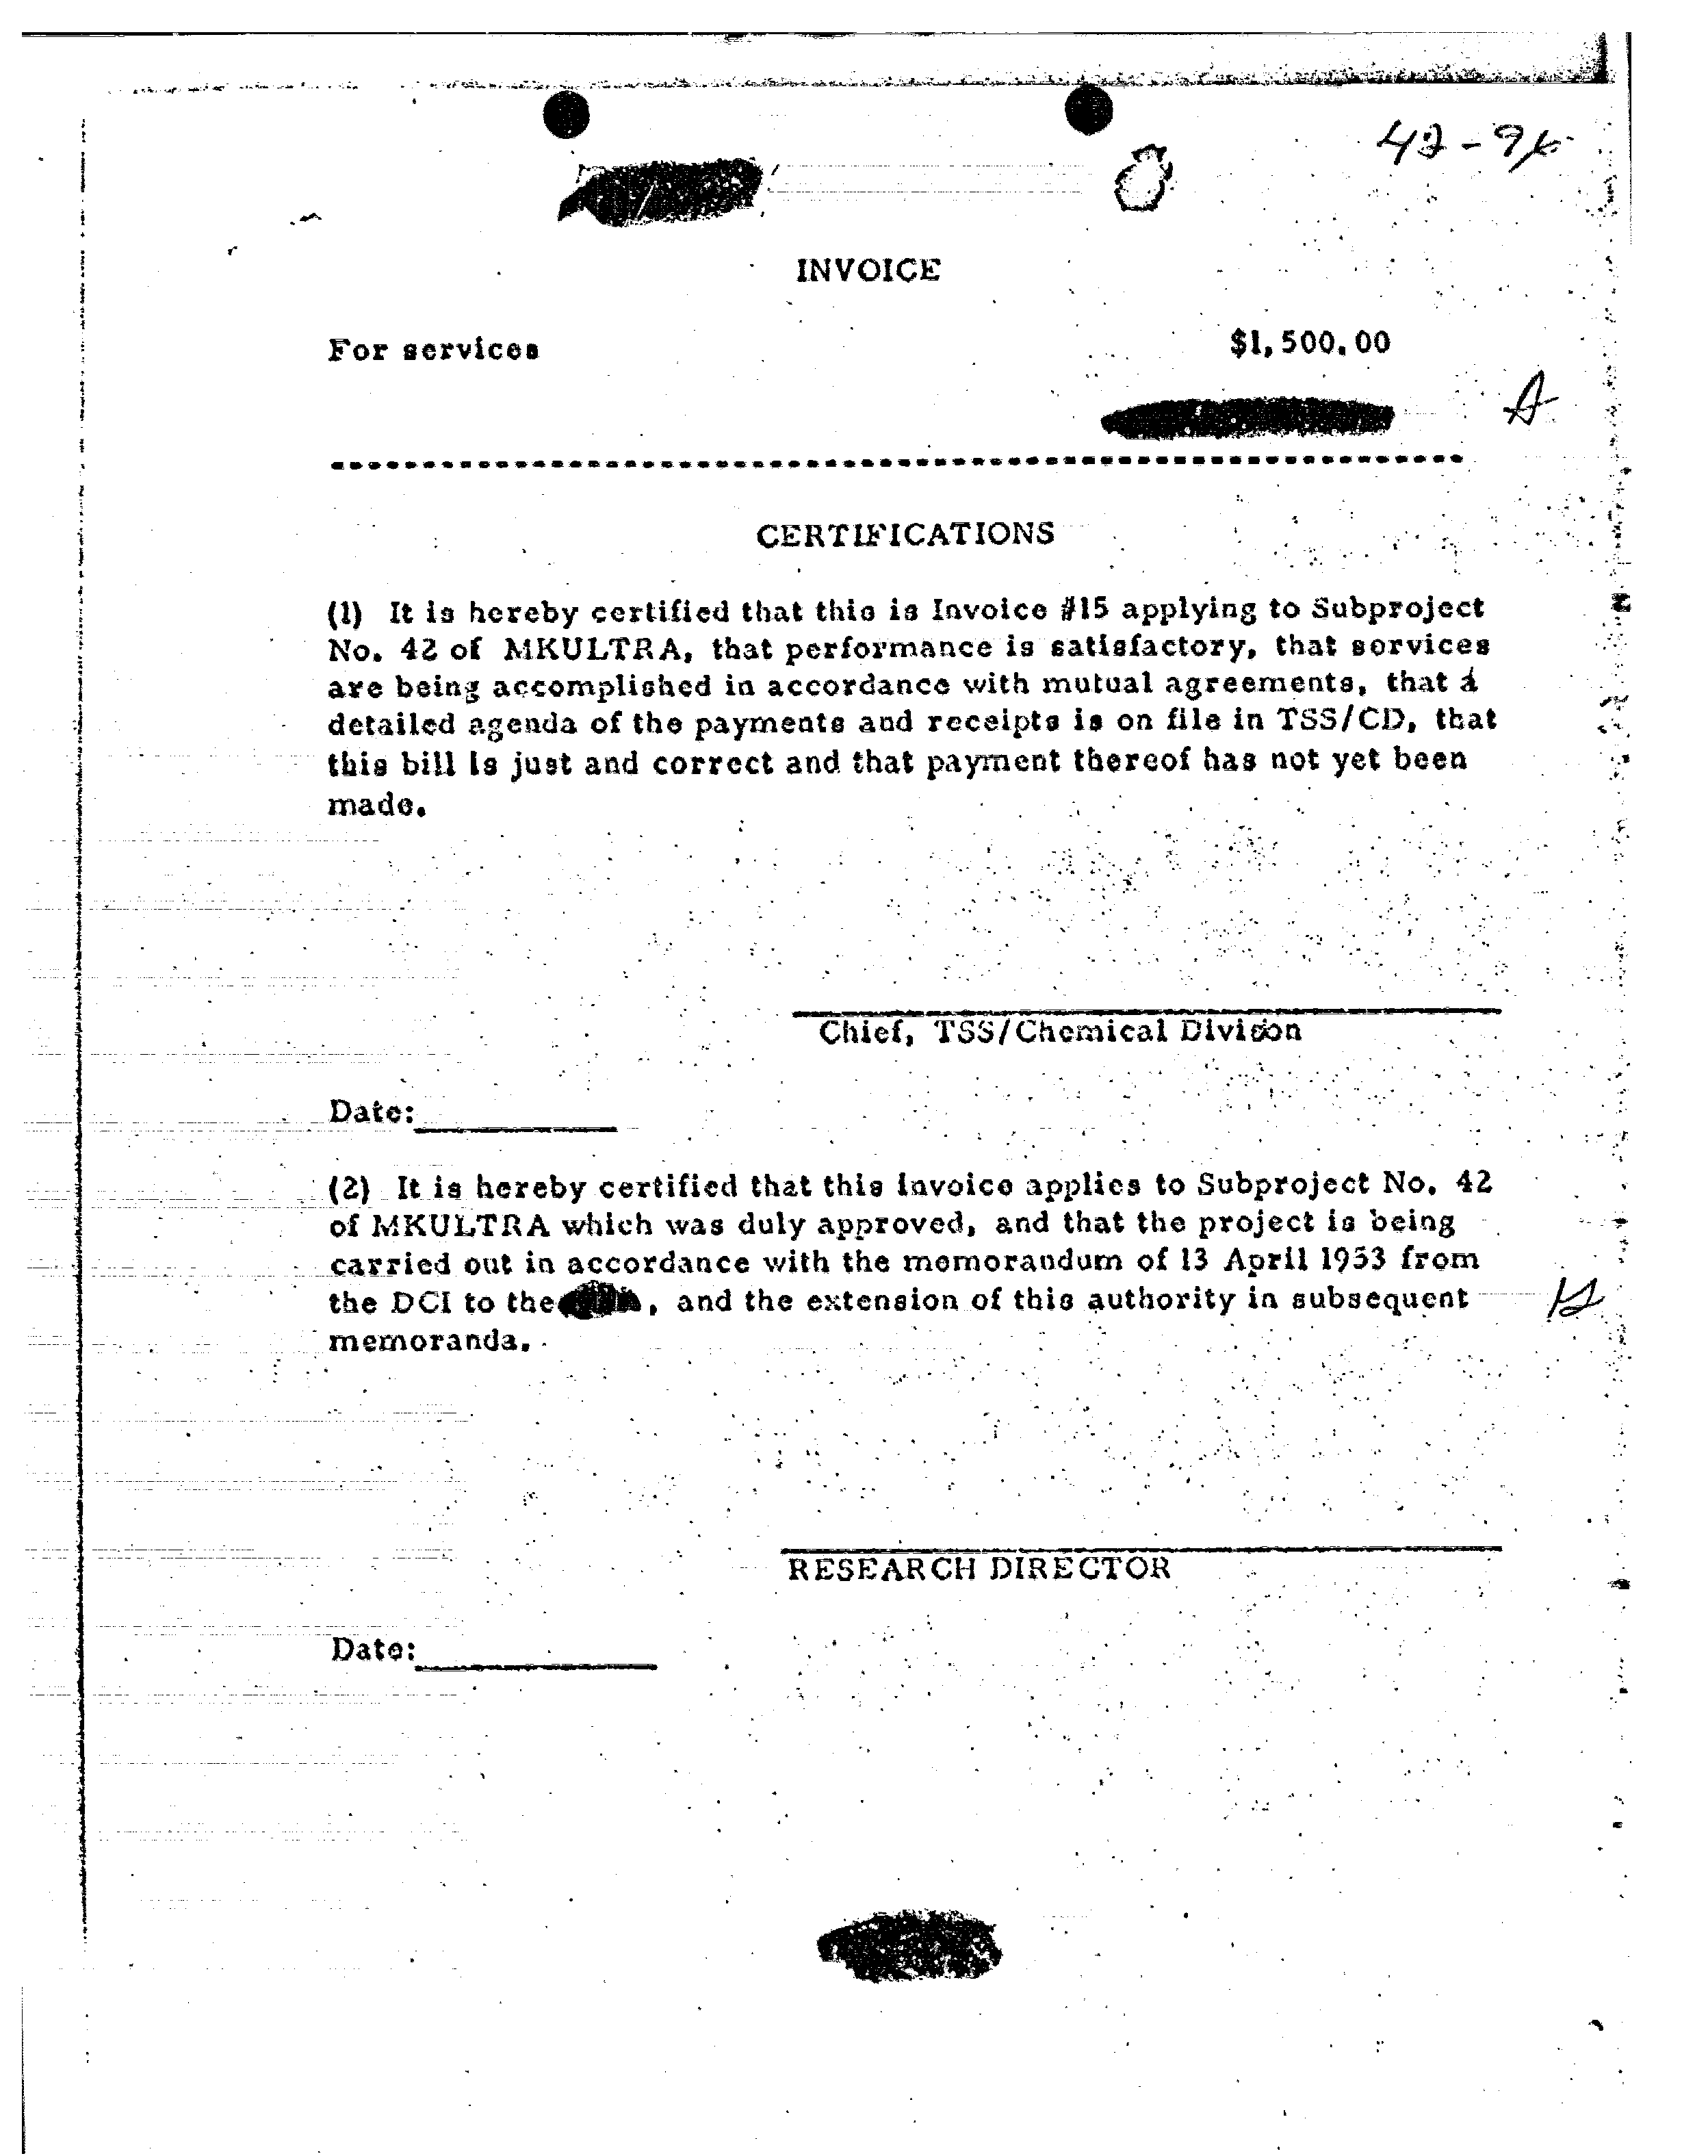 INVOICE
For services $1,500.00
A
CERTIFICATIONS
(1) It is hereby certified that this is Invoice #15 applying to Subproject
No. 42 of MKULTRA, that performance is satisfactory, that services
are being accomplished in accordance with mutual agreements, that a
detailed agenda of the payments and receipts is on file in TSS/CD, that
this bill is just and correct and that payment thereof has not yet been
made.
Chief, TSS/Chemical Divison
Date:
(2) It is hereby certified that this invoice applies to Subproject No. 42
of MKULTRA which was duly approved, and that the project is being
carried out in accordance with the memorandum of 13 April 1953 from
the DCI to the , and the extension of this authority in subsequent
memoranda.
RESEARCH DIRECTOR
Date: